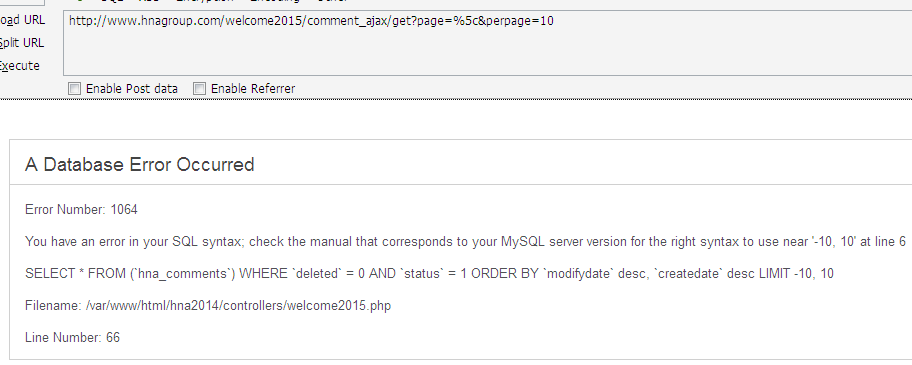 oad URL
http://www.hnagroup.com/welcome2015/comment_ajax/get?page=%5c&perpage=10
Split URL
Execute
Enable Post data Enable Referrer
A Database Error Occurred
Error Number: 1064
You have an error in your SQL syntax; check the manual that corresponds to your MySQL server version for the right syntax to use near '-10, 10' at line 6
SELECT * FROM (`hna_comments`) WHERE `deleted` = 0 AND `status` = 1 ORDER BY `modifydate` desc, `createdate` desc LIMIT -10, 10
Filename: /var/www/html/hna2014/controllers/welcome2015.php
Line Number: 66